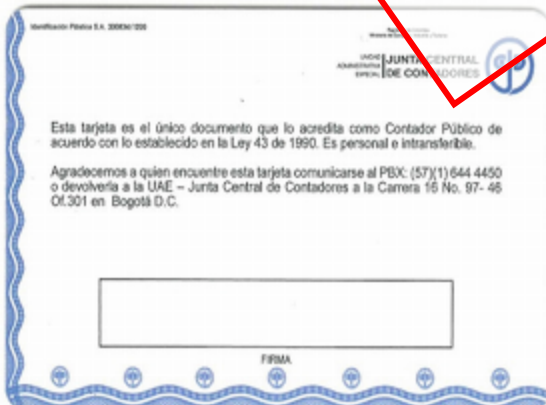 UNIDAD
ADMINISTRATIVA
ESPECIAL
JUNTA CENTRAL
DE CONTADORES
Esta tarjeta es el único documento que lo acredita como Contador Público de
acuerdo con lo establecido en la Ley 43 de 1990. Es personal e intransferible.
Agradecemos a quien encuentre esta tarjeta comunicarse al PBX: (57)(1) 644 4450
o devolverla a la UAE – Junta Central de Contadores a la Carrera 16 No. 97- 46
Of.301 en Bogotá D.C.
FIRMA